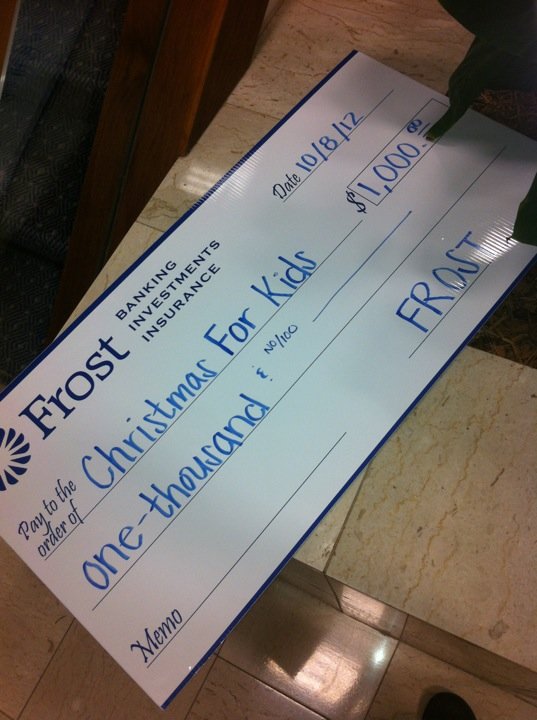 Frost
BANKING
INVESTMENTS
INSURANCE
Date 10/8/12
Pay to the
order of Christmas For Kids $1,000.00
one-thousand & NO/100
Memo
FROST